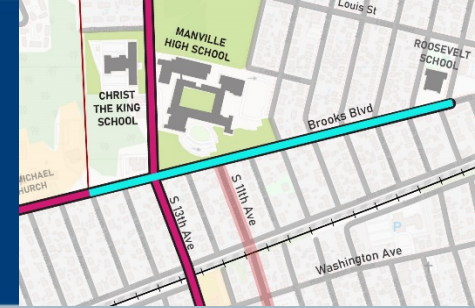 Louis St
MANVILLE
HIGH SCHOOL
ROOSEVELT
SCHOOL
CHRIST
THE KING
SCHOOL
Brooks Blvd
MICHAEL
HURCH
S 13th Ave
S 11th Ave
P
Washington Ave